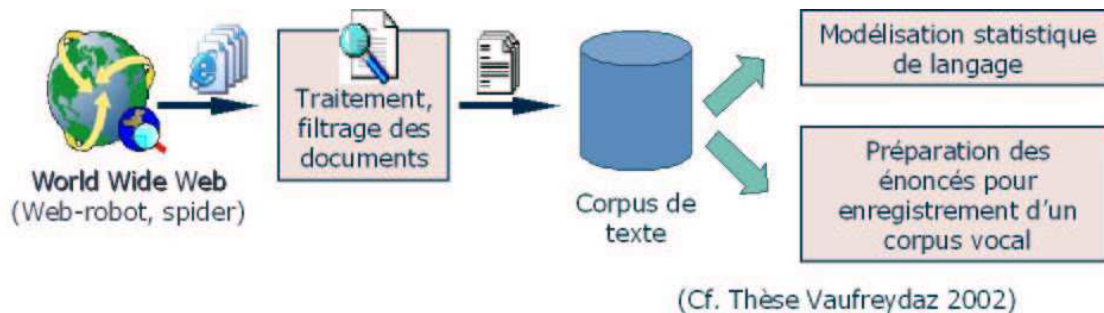 World Wide Web
(Web-robot, spider)
Traitement,
filtrage des
documents
Corpus de
texte
Modélisation statistique
de langage
Préparation des
énoncés pour
enregistrement d'un
corpus vocal
(Cf. Thèse Vaufreydaz 2002)